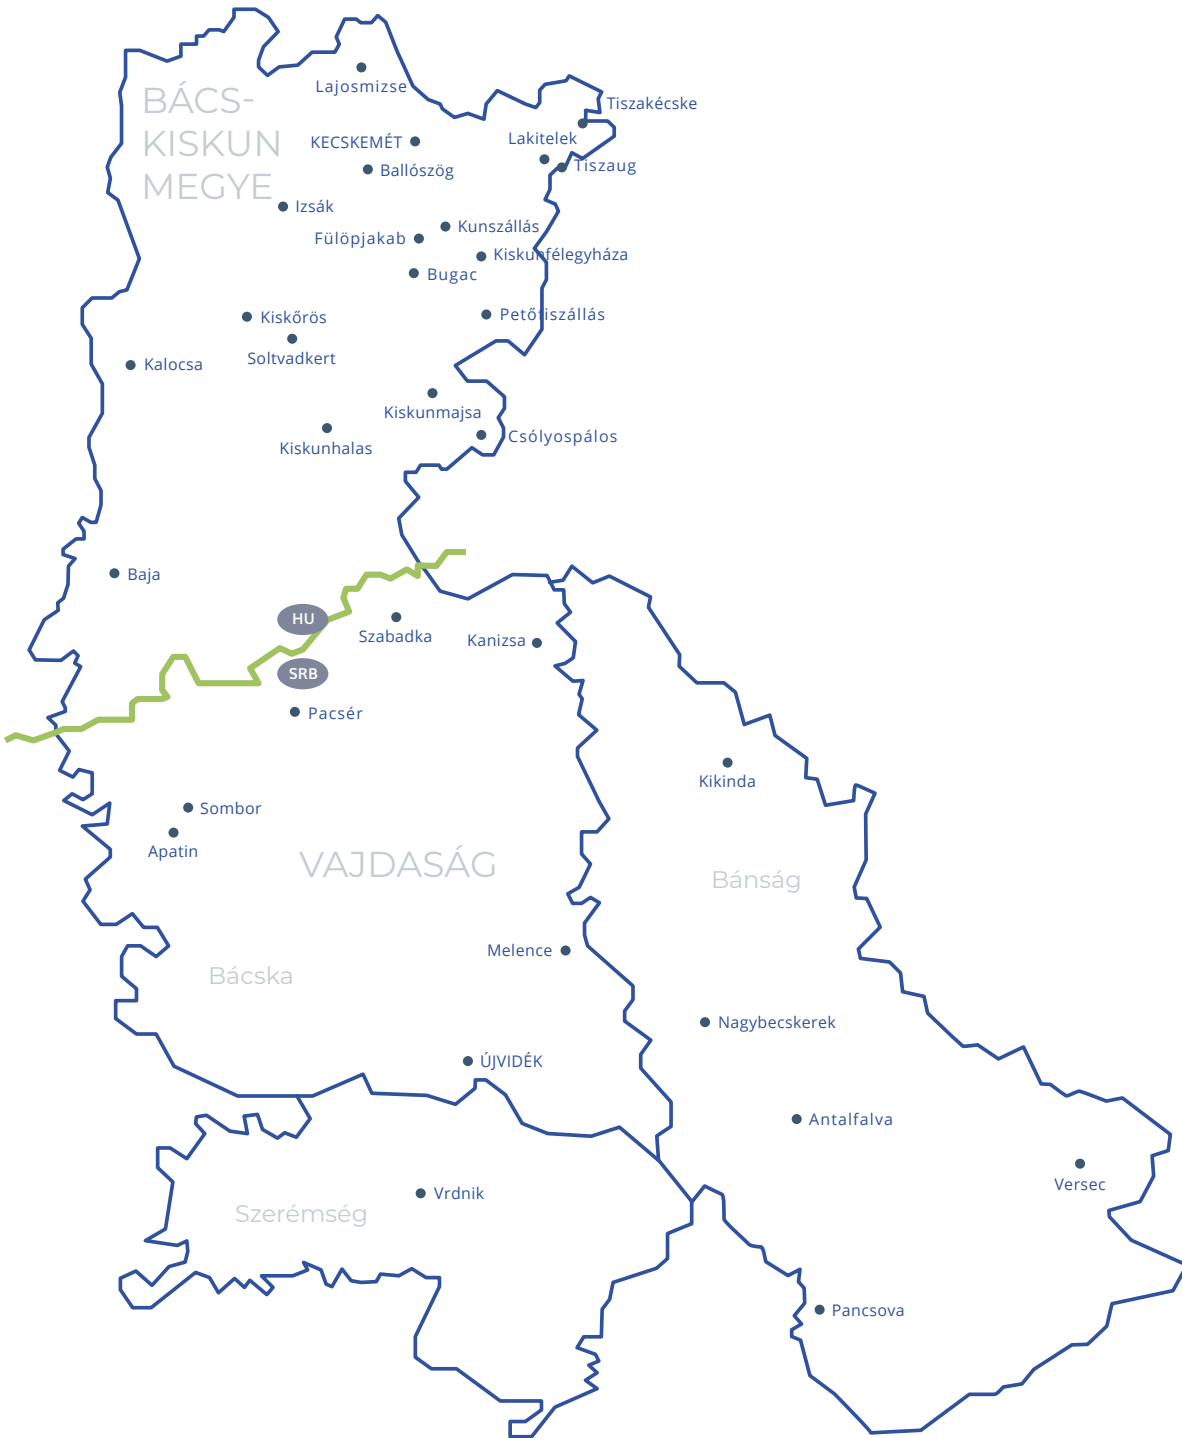 Lajosmizse
BÁCS-
KISKUN
MEGYE
Tiszakécske
KECSKEMÉT
Lakitelek
Tiszaug
Ballószög
Izsák
Kunszállás
Fülöpjakab
Kiskunfélegyháza
Bugac
Petőfiszállás
Kiskőrös
Soltvadkert
Kalocsa
Kiskunmajsa
Csólyospálos
Kiskunhalas
Baja
HU
Szabadka
Kanizsa
SRB
Pacsér
Kikinda
Sombor
Apatin
VAJDASÁG
Bánság
Melence
Bácska
Nagybecskerek
ÚJVIDÉK
Antalfalva
Versec
Vrdnik
Szerémség
Pancsova